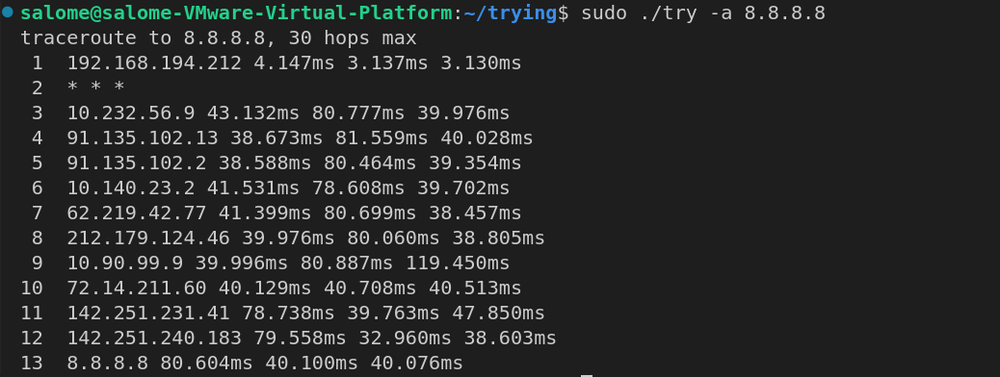 salome@salome-VMware-Virtual-Platform:~/trying$ sudo ./try -a 8.8.8.8
traceroute to 8.8.8.8, 30 hops max
1 192.168.194.212 4.147ms 3.137ms 3.130ms
2 * * *
3 10.232.56.9 43.132ms 80.777ms 39.976ms
4 91.135.102.13 38.673ms 81.559ms 40.028ms
5 91.135.102.2 38.588ms 80.464ms 39.354ms
6 10.140.23.2 41.531ms 78.608ms 39.702ms
7 62.219.42.77 41.399ms 80.699ms 38.457ms
8 212.179.124.46 39.976ms 80.060ms 38.805ms
9 10.90.99.9 39.996ms 80.887ms 119.450ms
10 72.14.211.60 40.129ms 40.708ms 40.513ms
11 142.251.231.41 78.738ms 39.763ms 47.850ms
12 142.251.240.183 79.558ms 32.960ms 38.603ms
13 8.8.8.8 80.604ms 40.100ms 40.076ms